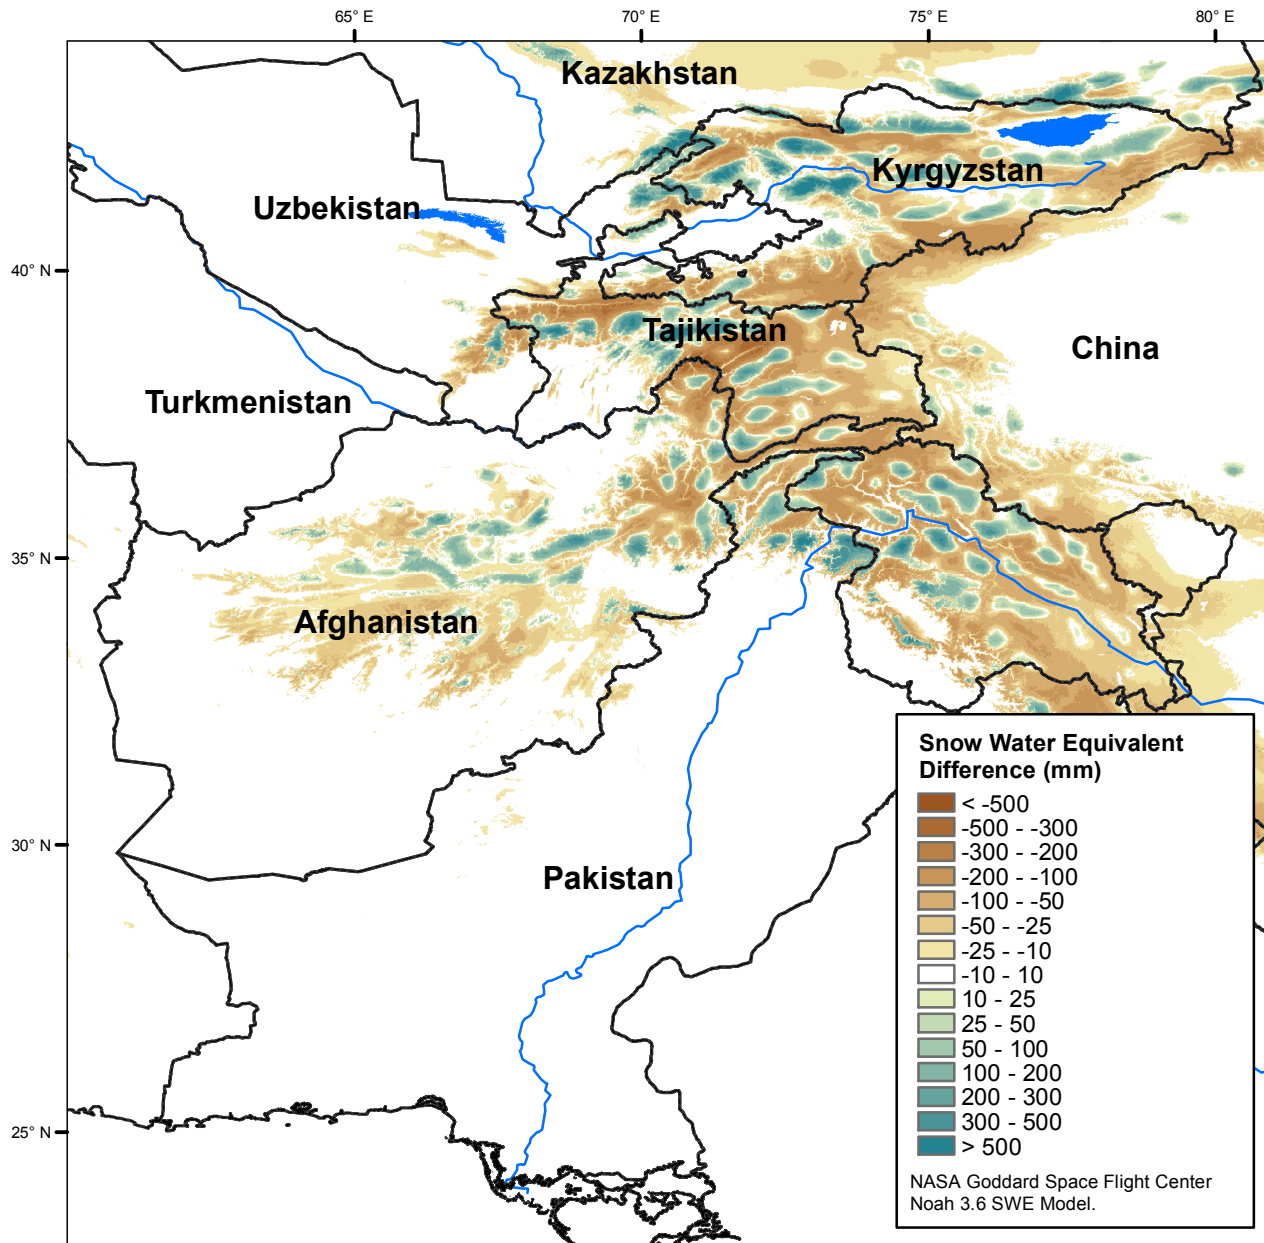 65° E
70° E
75° E
80° E
Kazakhstan
Kyrgyzstan
Uzbekistan
40° N
Tajikistan
China
Turkmenistan
35° N
Afghanistan
Snow Water Equivalent
Difference (mm)
< -500
-500 - -300
-300 - -200
-200 - -100
-100 - -50
-50 - -25
-25 - -10
-10 - 10
10 - 25
25 - 50
50 - 100
100 - 200
200 - 300
300 - 500
> 500
NASA Goddard Space Flight Center
Noah 3.6 SWE Model.
30° N
Pakistan
25° N